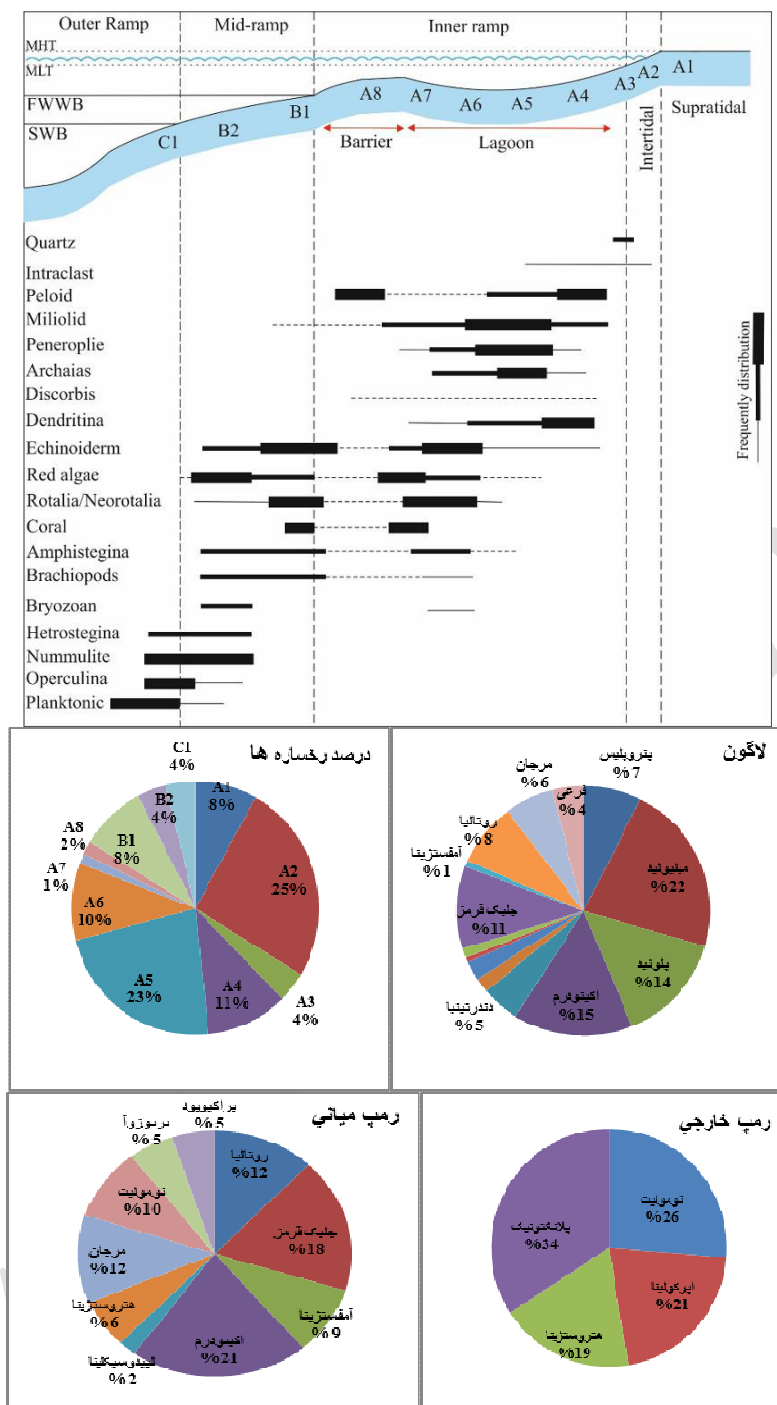 Outer Ramp Mid-ramp Inner ramp
MHT
MLT
FWWB
SWB
C1 B2 B1 A8 A7 A6 A5 A4 A3 A2 A1
Barrier Lagoon Intertidal Supratidal
Quartz
Intraclast
Peloid
Miliolid
Peneroplie
Archaias
Discorbis
Dendritina
Echinoiderm
Red algae
Rotalia/Neorotalia
Coral
Amphistegina
Brachiopods
Bryozoan
Hetrostegina
Nummulite
Operculina
Planktonic
Frequently distribution
درصد رخساره ها
C1
4%
A1
8%
B2
4%
A8
2%
B1
8%
A2
25%
A7
1%
A6
10%
A5
23%
A4
11%
A3
4%
لاگون
پنروپلیس
%7
مرجان
%6
فرعی
%4
روتالیا
%8
میلیولید
%22
آمفستژینا
%1
جلبک قرمز
%11
پلوئید
%14
%5
اکینودرم
%15
رمپ میانی
براکیوپود
%5
بریوزوآ
%5
روتالیا
%12
نومولیت
%10
جلبک قرمز
%18
مرجان
%12
هتروستژینا
%6
آمفستژینا
%9
%2
اکینودرم
%21
رمپ خارجی
پلانکتونیک
%34
نومولیت
%26
اپرکولینا
%21
هتروستژینا
%19